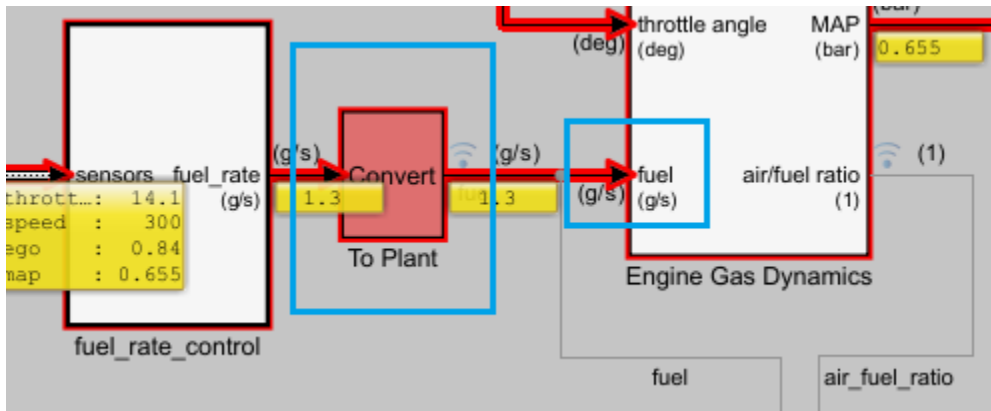 (bar)
throttle angle
MAP
(deg)
(deg)
(bar)
0.655
sensors
fuel_rate
(g/s)
(g/s)
Convert
(g/s)
1.3
1.3
fuel
(g/s)
(g/s)
air/fuel ratio
(1)
(1)
thrott…: 14.1
speed : 300
ego : 0.84
map : 0.655
To Plant
Engine Gas Dynamics
fuel_rate_control
fuel
air_fuel_ratio